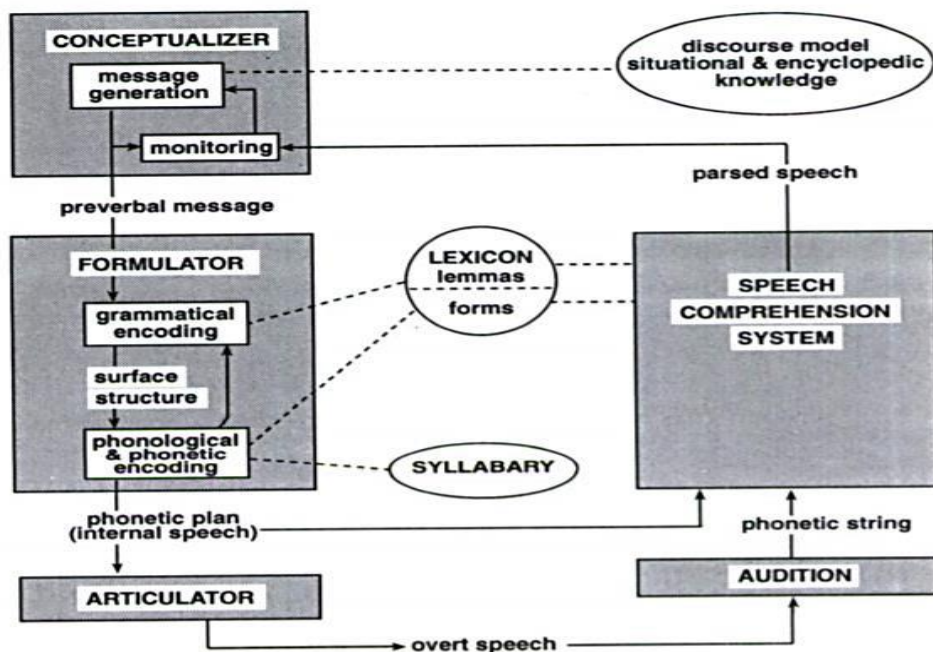 CONCEPTUALIZER
message
generation
monitoring
discourse model
situational & encyclopedic
knowledge
parsed speech
preverbal message
FORMULATOR
grammatical
encoding
surface
structure
phonological
& phonetic
encoding
LEXICON
lemmas
forms
SYLLABARY
SPEECH
COMPREHENSION
SYSTEM
phonetic plan
(internal speech)
phonetic string
ARTICULATOR
AUDITION
overt speech